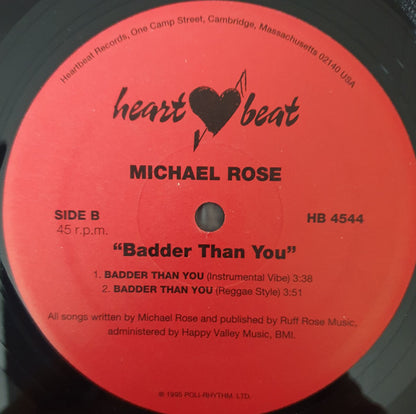 Heartbeat Records, One Camp Street, Cambridge, Massachusetts 02140 USA
heart beat
MICHAEL ROSE
SIDE B
45 r.p.m.
HB 4544
“Badder Than You”
1. BADDER THAN YOU (Instrumental Vibe) 3:38
2. BADDER THAN YOU (Reggae Style) 3:51
All songs written by Michael Rose and published by Ruff Rose Music,
administered by Happy Valley Music, BMI.
℗ 1995 POLI-RHYTHM, LTD.